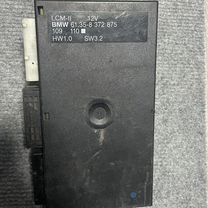 LCM-II 12V
BMW 61.35-8 372 875
109 110
HW1.0 SW3.2